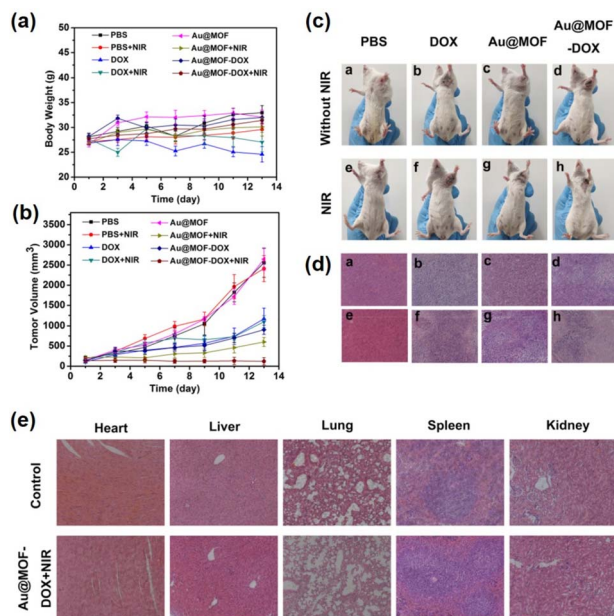 (a)
PBS
PBS+NIR
DOX
DOX+NIR
Au@MOF
Au@MOF+NIR
Au@MOF-DOX
Au@MOF-DOX+NIR
Body Weight (g)
50
45
40
35
30
25
20
0 2 4 6 8 10 12 14
Time (day)
(b)
PBS
PBS+NIR
DOX
DOX+NIR
Au@MOF
Au@MOF+NIR
Au@MOF-DOX
Au@MOF-DOX+NIR
Tomor Volume (mm3)
3500
3000
2500
2000
1500
1000
500
0
0 2 4 6 8 10 12 14
Time (day)
(c)
PBS DOX Au@MOF Au@MOF
-DOX
Without NIR
a b c d
NIR
e f g h
(d)
a b c d
e f g h
(e)
Heart Liver Lung Spleen Kidney
Control
Au@MOF-
DOX+NIR